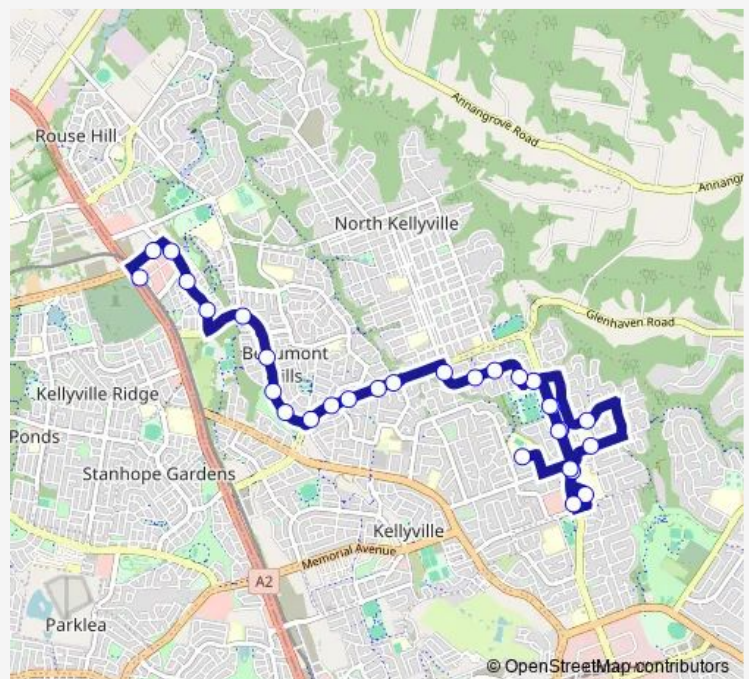 Rouse Hill
Annangrove Road
Annangr
North Kellyville
Glenhaven Road
Kellyville Ridge
Ponds
Stanhope Gardens
Kellyville
Memorial Avenue
A2
Parklea
© OpenStreetMap contributors